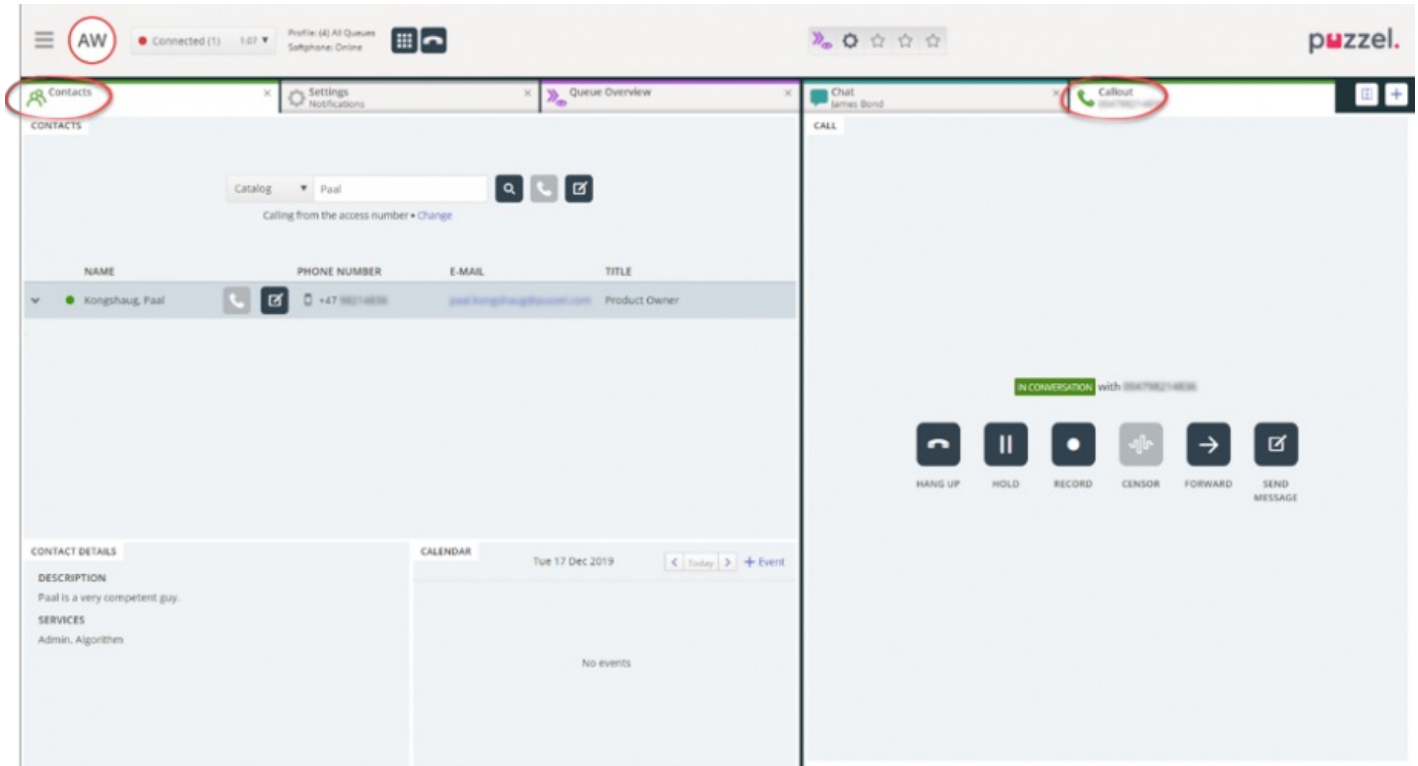 AW
Connected (1) 1:07
Profile: (4) All Queues
Softphone: Online
puzzel.
Contacts
Settings
Notifications
Queue Overview
Chat
James Bond
Callout
CONTACTS
Catalog Paal
Calling from the access number • Change
NAME PHONE NUMBER E-MAIL TITLE
Kongshaug, Paal +47 Product Owner
CONTACT DETAILS
DESCRIPTION
Paal is a very competent guy.
SERVICES
Admin, Algorithm
CALENDAR
Tue 17 Dec 2019 Today + Event
No events
CALL
IN CONVERSATION with
HANG UP HOLD RECORD CENSOR FORWARD SEND
MESSAGE